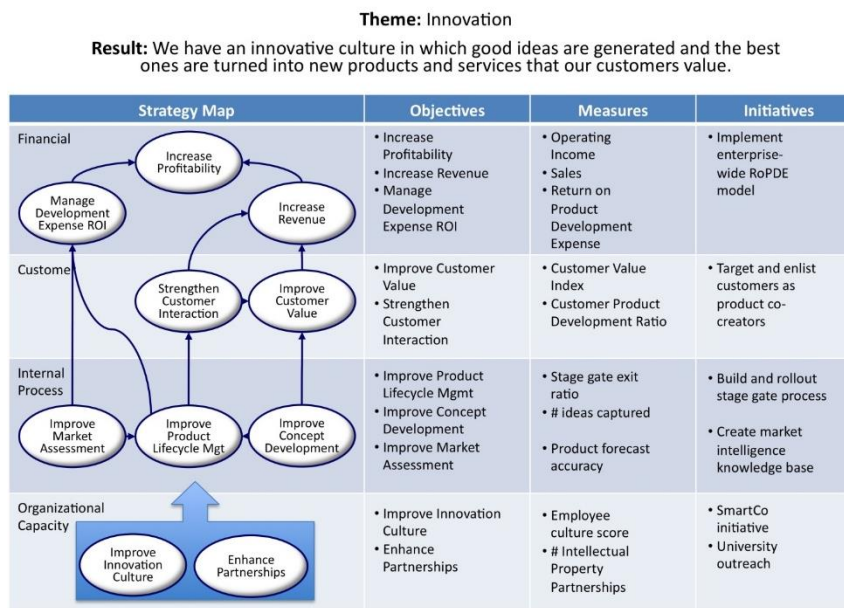 Theme: Innovation
Result: We have an innovative culture in which good ideas are generated and the best
ones are turned into new products and services that our customers value.
Strategy Map
Objectives
Measures
Initiatives
Financial
Increase
Profitability
Manage
Development
Expense ROI
Increase
Revenue
• Increase
Profitability
• Increase Revenue
• Manage
Development
Expense ROI
• Operating
Income
• Sales
• Return on
Product
Development
Expense
• Implement
enterprise-
wide RoPDE
model
Custome
Strengthen
Customer
Interaction
Improve
Customer
Value
• Improve Customer
Value
• Strengthen
Customer
Interaction
• Customer Value
Index
• Customer Product
Development Ratio
• Target and enlist
customers as
product co-
creators
Internal
Process
Improve
Market
Assessment
Improve
Product
Lifecycle Mgt
Improve
Concept
Development
• Improve Product
Lifecycle Mgmt
• Improve Concept
Development
• Improve Market
Assessment
• Stage gate exit
ratio
• # ideas captured
• Product forecast
accuracy
• Build and rollout
stage gate process
• Create market
intelligence
knowledge base
Organizational
Capacity
Improve
Innovation
Culture
Enhance
Partnerships
• Improve Innovation
Culture
• Enhance
Partnerships
• Employee
culture score
• # Intellectual
Property
Partnerships
• SmartCo
initiative
• University
outreach